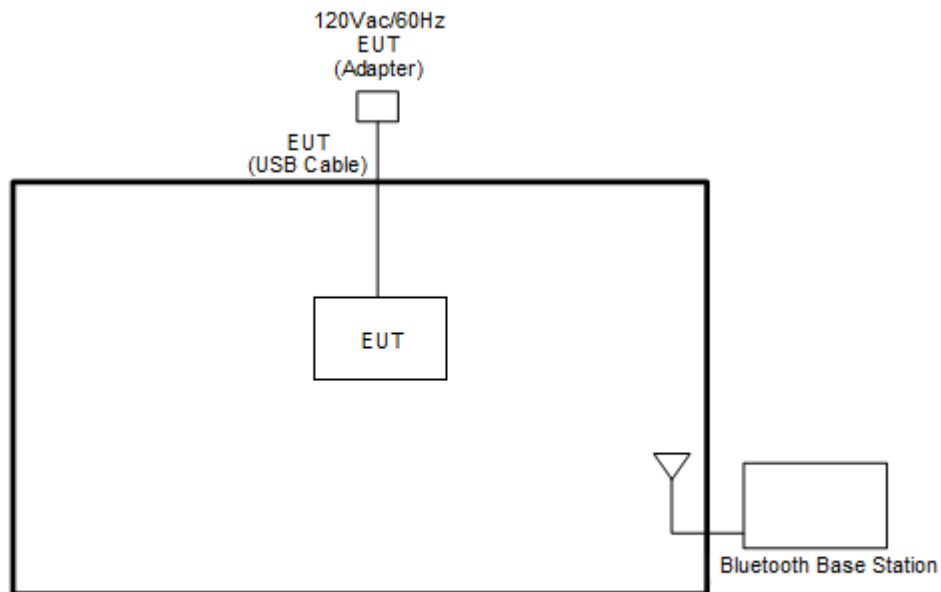 120Vac/60Hz
EUT
(Adapter)
EUT
(USB Cable)
EUT
Bluetooth Base Station